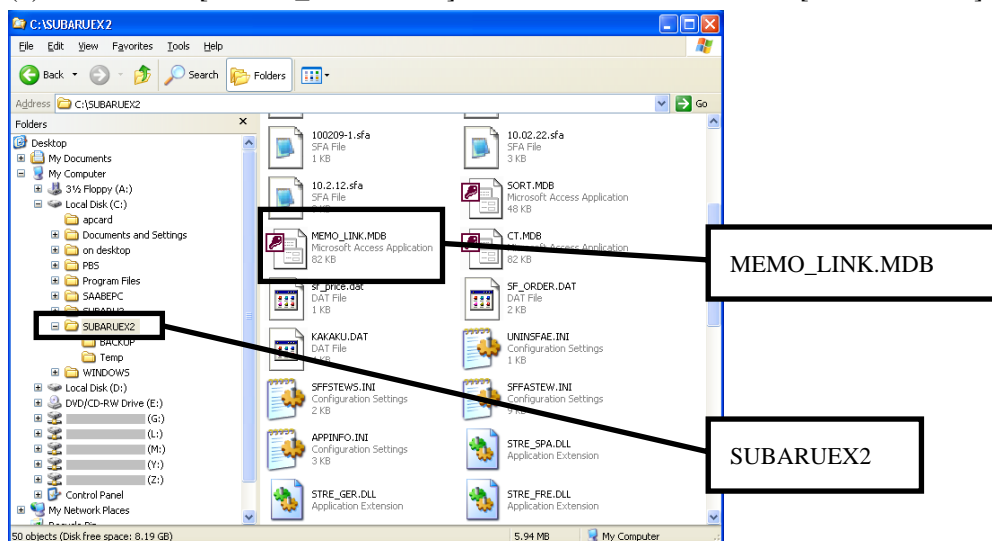 C:\SUBARUEX2
File Edit View Favorites Tools Help
Back Search Folders
Address C:\SUBARUEX2 Go
Folders
Desktop
My Documents
My Computer
3½ Floppy (A:)
Local Disk (C:)
apcard
Documents and Settings
on desktop
PBS
Program Files
SAABEPC
SUBARUEX2
BACKUP
Temp
WINDOWS
Local Disk (D:)
DVD/CD-RW Drive (E:)
(G:)
(L:)
(M:)
(Y:)
(Z:)
Control Panel
My Network Places
100209-1.sfa
SFA File
1 KB
10.02.22.sfa
SFA File
3 KB
10.2.12.sfa
SFA File
SORT.MDB
Microsoft Access Application
48 KB
MEMO_LINK.MDB
Microsoft Access Application
82 KB
CT.MDB
Microsoft Access Application
82 KB
sf_price.dat
DAT File
1 KB
SF_ORDER.DAT
DAT File
2 KB
KAKAKU.DAT
DAT File
KB
UNINSFAE.INI
Configuration Settings
1 KB
SFFSTEWS.INI
Configuration Settings
2 KB
SFFASTEW.INI
Configuration Settings
9 KB
APPINFO.INI
Configuration Settings
3 KB
STRE_SPA.DLL
Application Extension
STRE_GER.DLL
Application Extension
STRE_FRE.DLL
Application Extension
50 objects (Disk free space: 8.19 GB) 5.94 MB My Computer
MEMO_LINK.MDB
SUBARUEX2